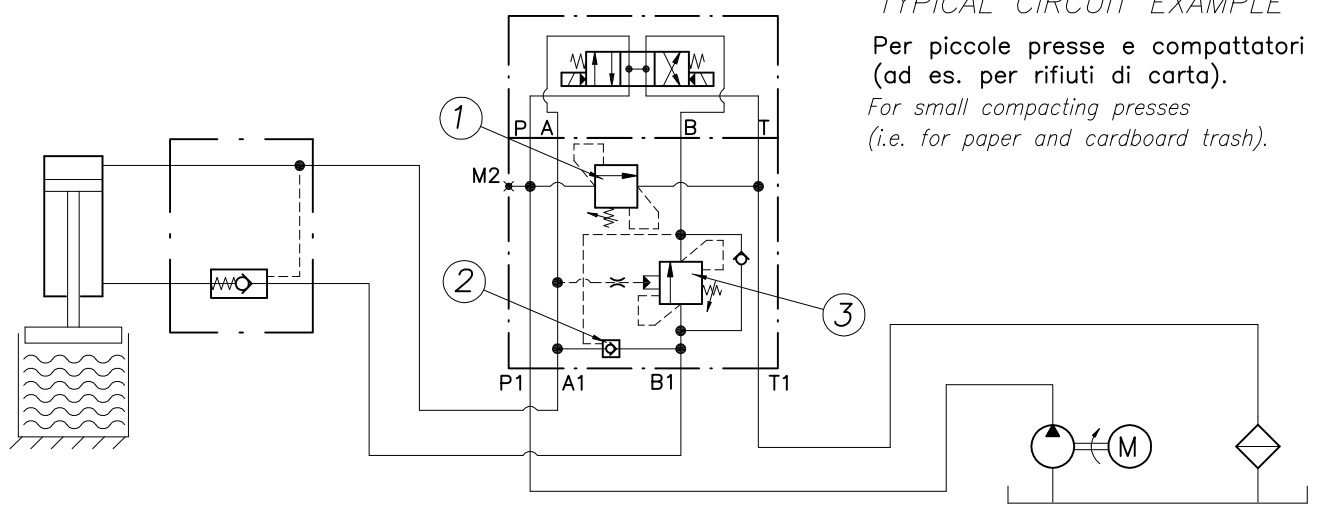 TYPICAL CIRCUIT EXAMPLE
Per piccole presse e compattatori
(ad es. per rifiuti di carta).
For small compacting presses
(i.e. for paper and cardboard trash).
1
P A B T
M2
2
3
P1 A1 B1 T1
M